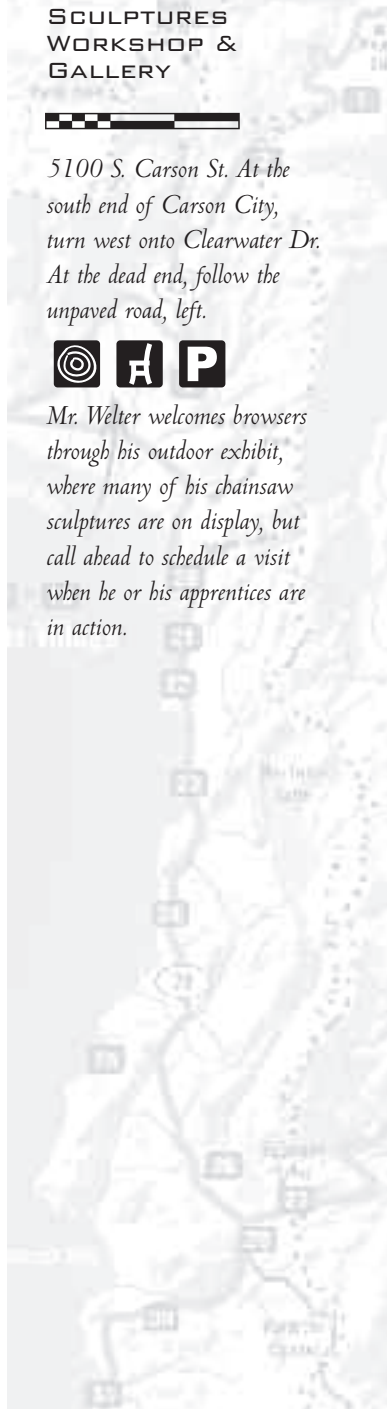 SCULPTURES
WORKSHOP &
GALLERY
5100 S. Carson St. At the
south end of Carson City,
turn west onto Clearwater Dr.
At the dead end, follow the
unpaved road, left.
P
Mr. Welter welcomes browsers
through his outdoor exhibit,
where many of his chainsaw
sculptures are on display, but
call ahead to schedule a visit
when he or his apprentices are
in action.
28